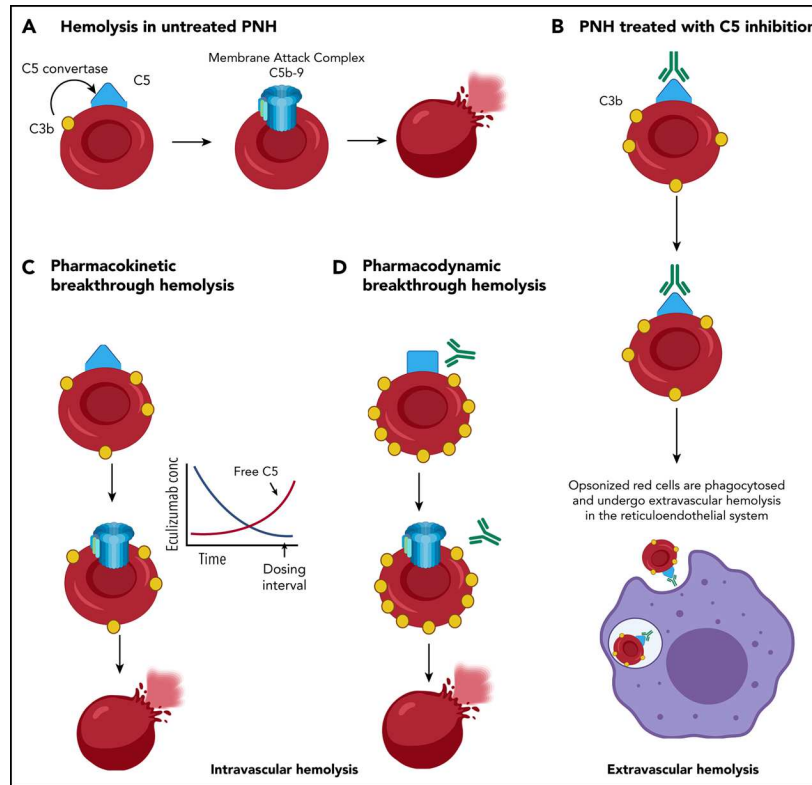 A Hemolysis in untreated PNH
C5 convertase
C5
C3b
Membrane Attack Complex
C5b-9
B PNH treated with C5 inhibition
C3b
Opsonized red cells are phagocytosed
and undergo extravascular hemolysis
in the reticuloendothelial system
Extravascular hemolysis
C Pharmacokinetic
breakthrough hemolysis
Eculizumab conc
Free C5
Time
Dosing
interval
D Pharmacodynamic
breakthrough hemolysis
Intravascular hemolysis